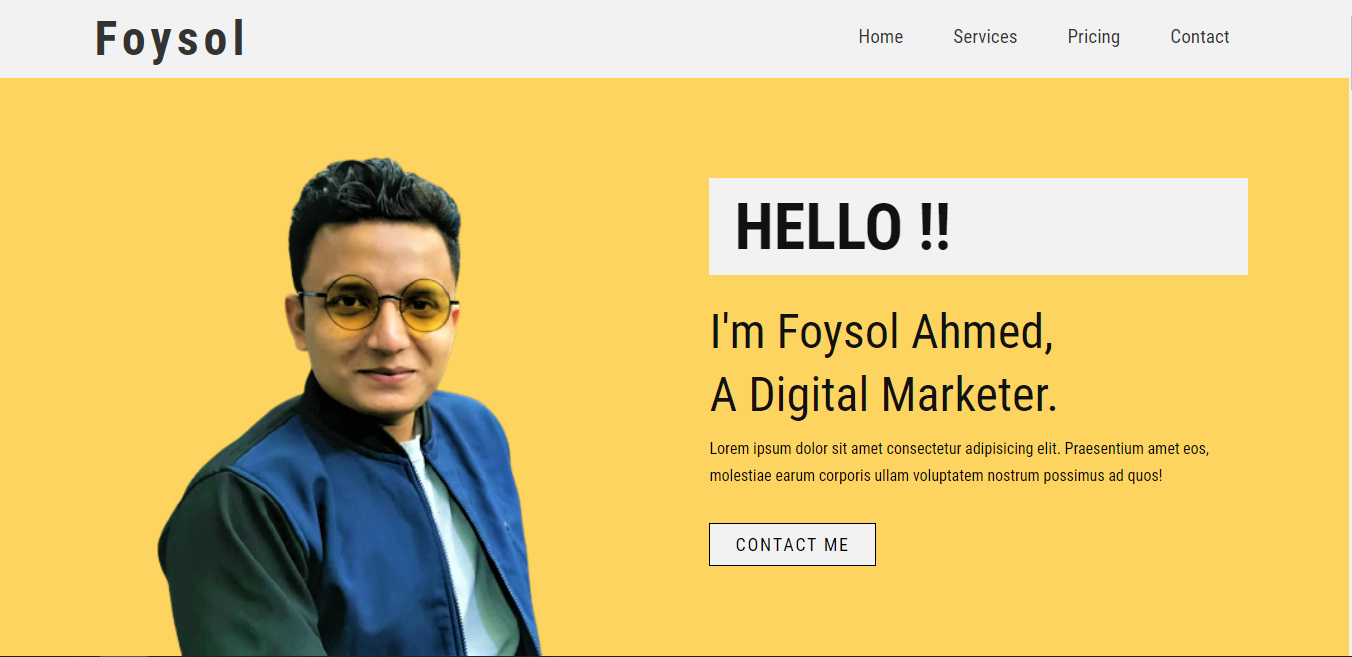 Foysol
Home Services Pricing Contact
HELLO !!
I'm Foysol Ahmed,
A Digital Marketer.
Lorem ipsum dolor sit amet consectetur adipisicing elit. Praesentium amet eos,
molestiae earum corporis ullam voluptatem nostrum possimus ad quos!
CONTACT ME